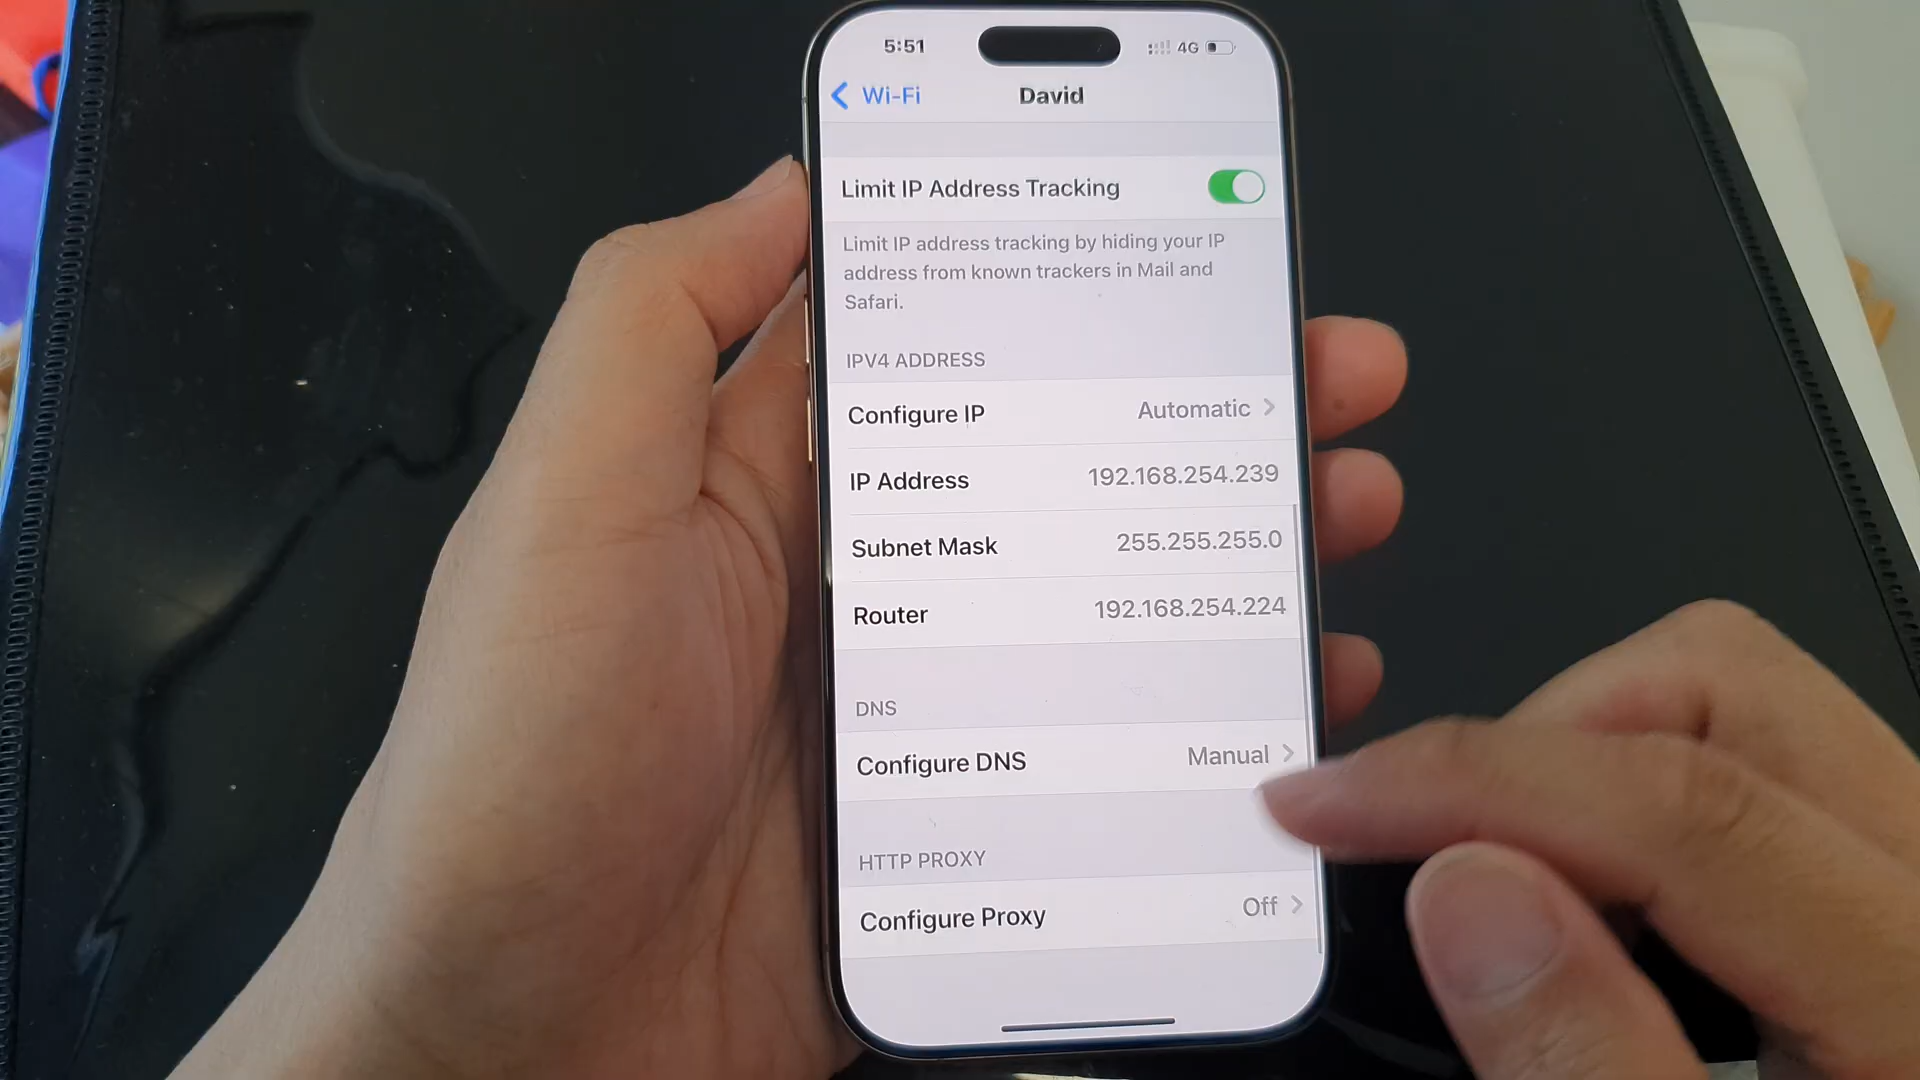 5:51
4G
Wi-Fi
David
Limit IP Address Tracking
Limit IP address tracking by hiding your IP
address from known trackers in Mail and
Safari.
IPV4 ADDRESS
Configure IP
Automatic
IP Address
192.168.254.239
Subnet Mask
255.255.255.0
Router
192.168.254.224
DNS
Configure DNS
Manual
HTTP PROXY
Configure Proxy
Off